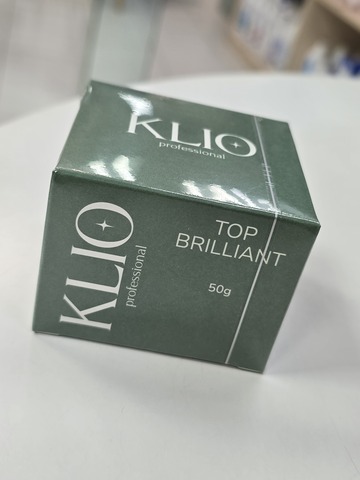 KLIO
professional
KLIO
professional
TOP
BRILLIANT
50g